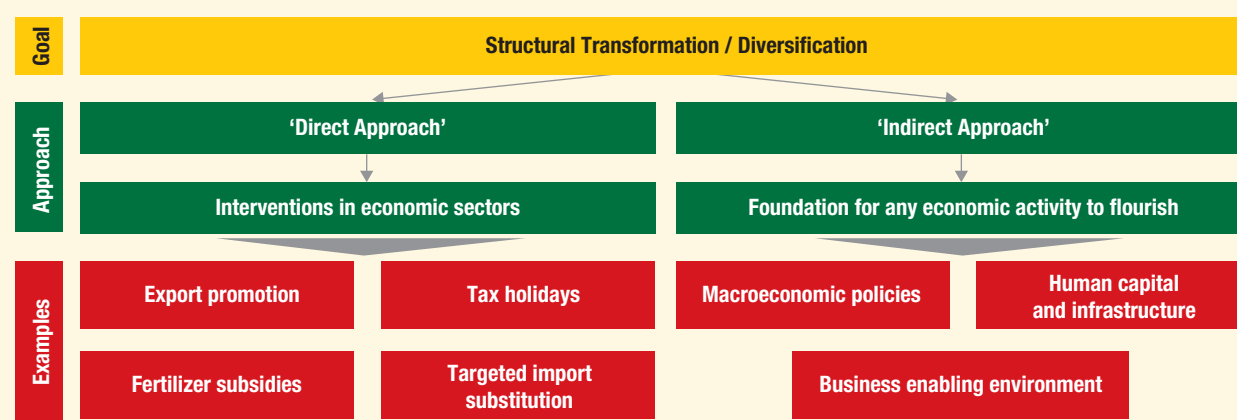 Goal
Structural Transformation / Diversification
Approach
‘Direct Approach’
‘Indirect Approach’
Interventions in economic sectors
Foundation for any economic activity to flourish
Examples
Export promotion
Tax holidays
Macroeconomic policies
Human capital
and infrastructure
Fertilizer subsidies
Targeted import
substitution
Business enabling environment